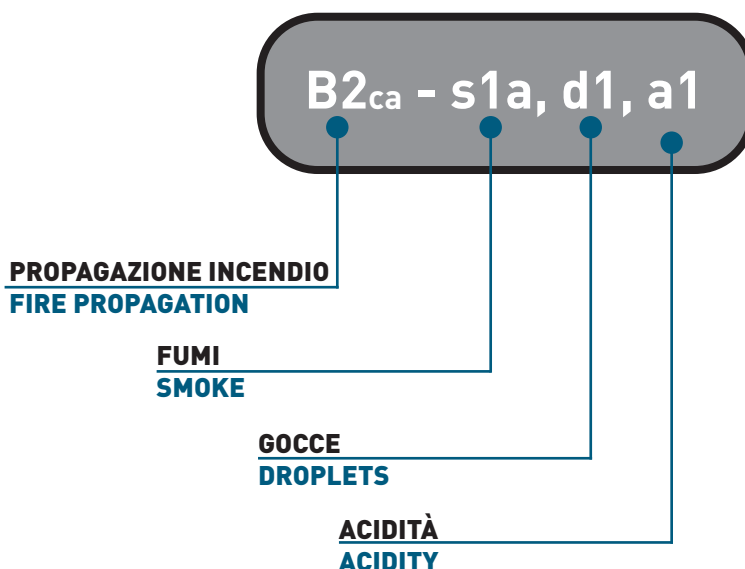 B2ca - s1a, d1, a1
PROPAGAZIONE INCENDIO
FIRE PROPAGATION
FUMI
SMOKE
GOCCE
DROPLETS
ACIDITÀ
ACIDITY